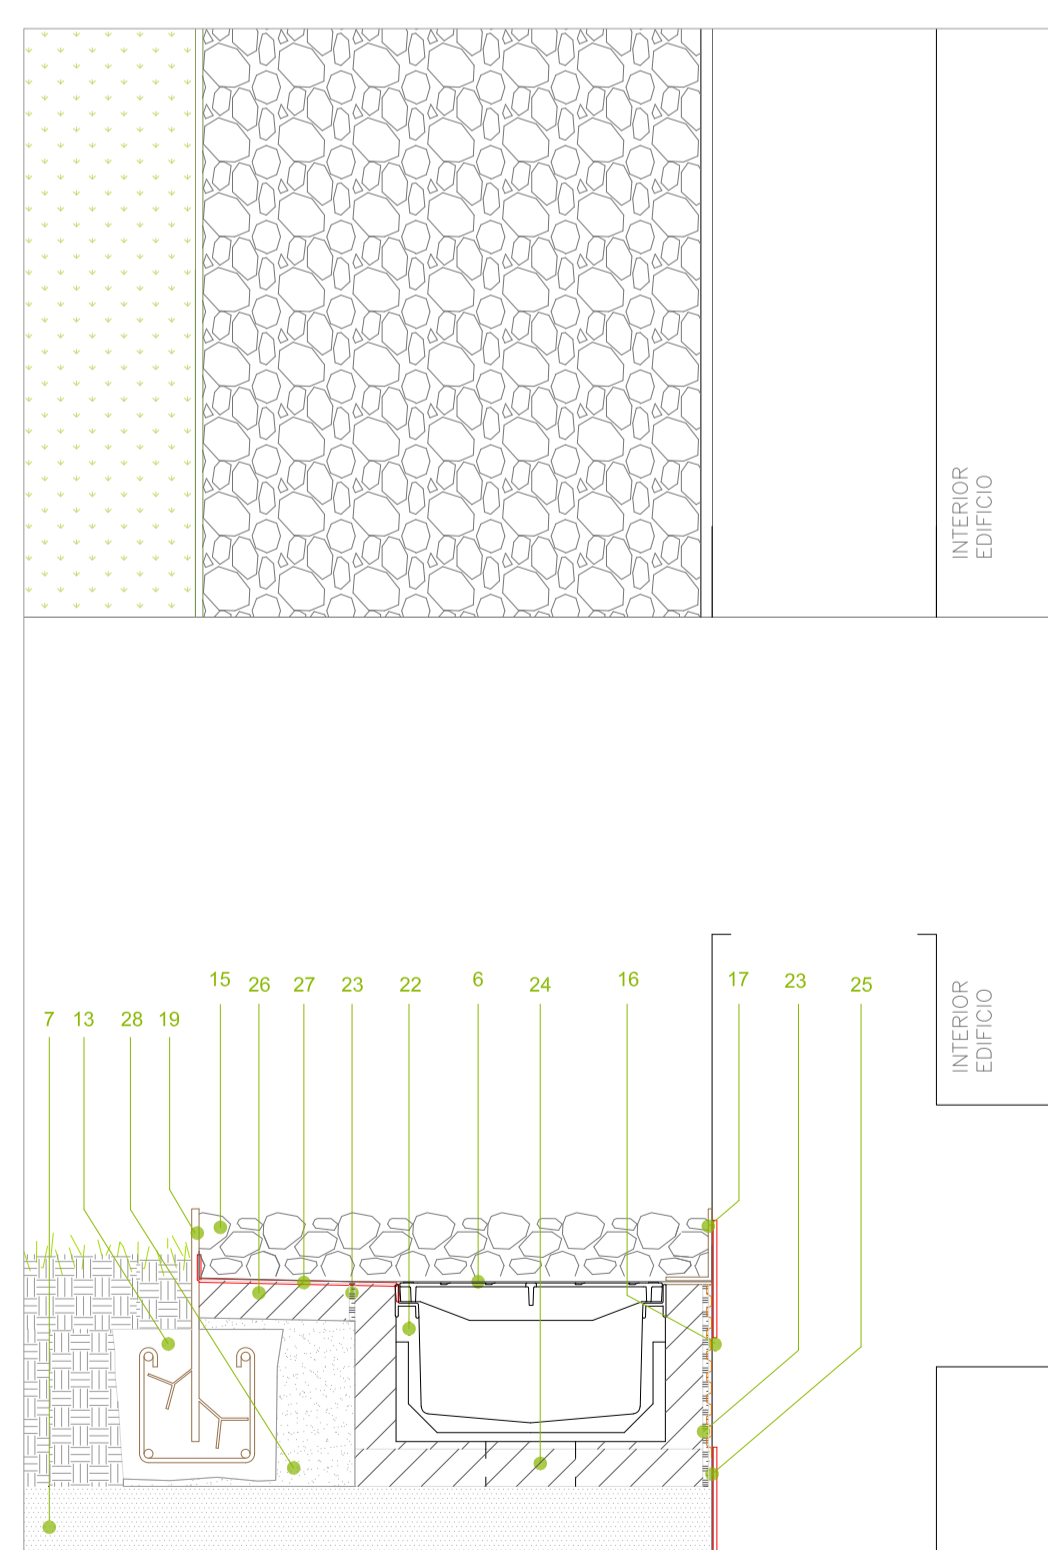 INTERIOR
EDIFICIO
15 26 27 23 22 6 24 16 17 23 25
7 13 28 19
INTERIOR
EDIFICIO